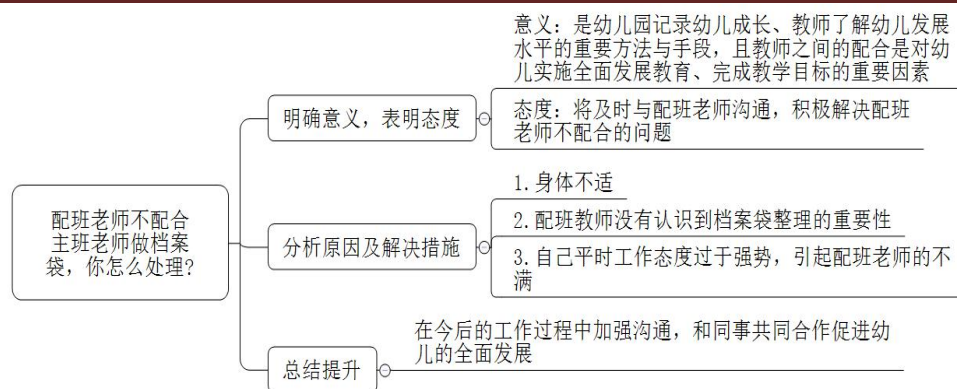 配班老师不配合
主班老师做档案
袋，你怎么处理?
明确意义，表明态度
意义：是幼儿园记录幼儿成长、教师了解幼儿发展
水平的重要方法与手段，且教师之间的配合是对幼
儿实施全面发展教育、完成教学目标的重要因素
态度：将及时与配班老师沟通，积极解决配班
老师不配合的问题
分析原因及解决措施
1.身体不适
2.配班教师没有认识到档案袋整理的重要性
3.自己平时工作态度过于强势，引起配班老师的不
满
总结提升
在今后的工作过程中加强沟通，和同事共同合作促进幼
儿的全面发展